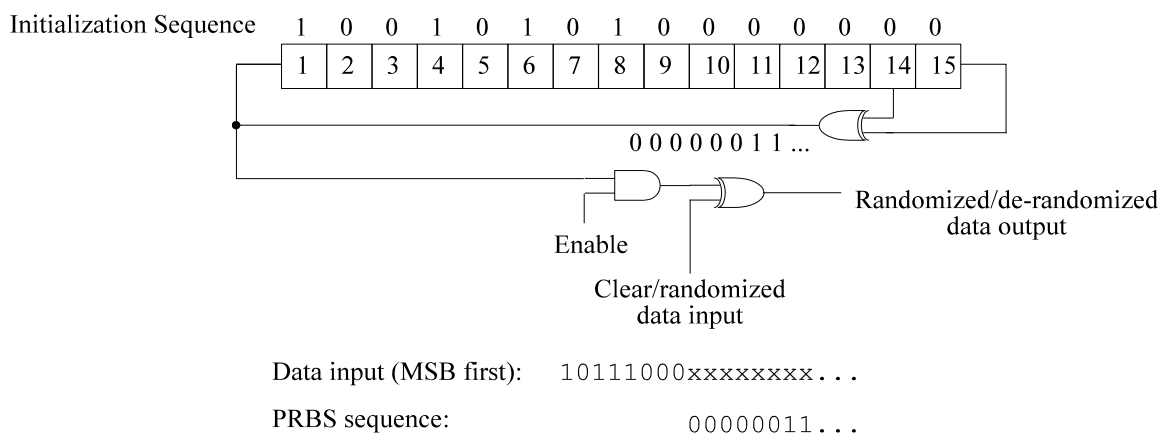 Initialization Sequence 1 0 0 1 0 1 0 1 0 0 0 0 0 0 0
1 2 3 4 5 6 7 8 9 10 11 12 13 14 15
0 0 0 0 0 0 1 1 ...
Randomized/de-randomized
data output
Enable
Clear/randomized
data input
Data input (MSB first): 10111000xxxxxxxx...
PRBS sequence: 00000011...